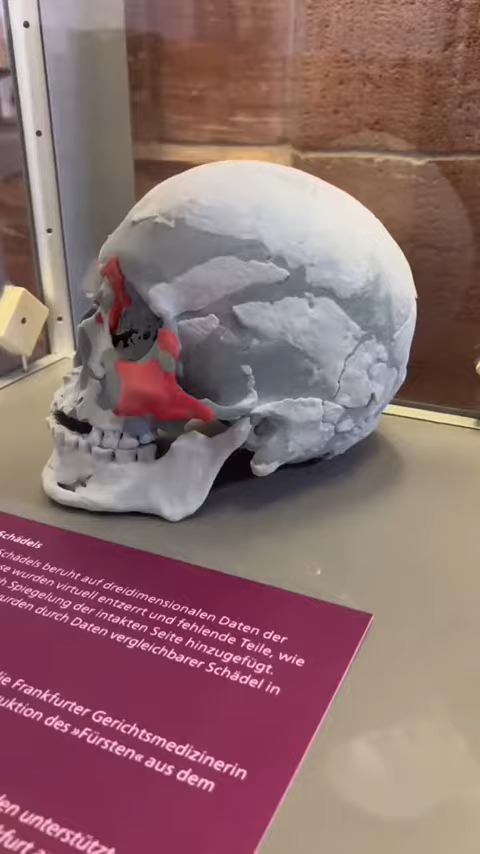 Schädels
Schädels beruht auf dreidimensionalen Daten der
se wurden virtuell entzerrt und fehlende Teile, wie
h Spiegelung der intakten Seite hinzugefügt.
urden durch Daten vergleichbarer Schädel in
ie Frankfurter Gerichtsmedizinerin
uktion des »Fürsten« aus dem
den unterstützt
kfurt